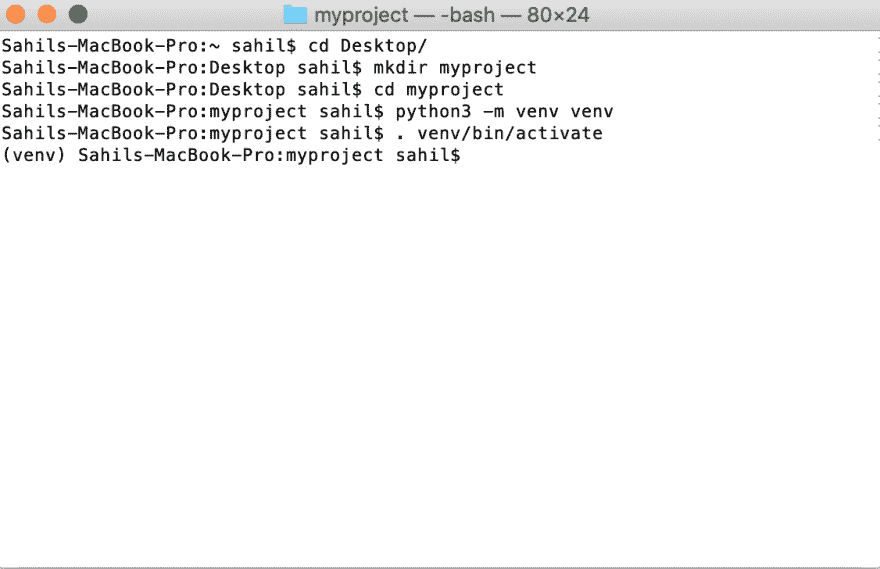 myproject — -bash — 80×24
Sahils-MacBook-Pro:~ sahil$ cd Desktop/
Sahils-MacBook-Pro:Desktop sahil$ mkdir myproject
Sahils-MacBook-Pro:Desktop sahil$ cd myproject
Sahils-MacBook-Pro:myproject sahil$ python3 -m venv venv
Sahils-MacBook-Pro:myproject sahil$ . venv/bin/activate
(venv) Sahils-MacBook-Pro:myproject sahil$